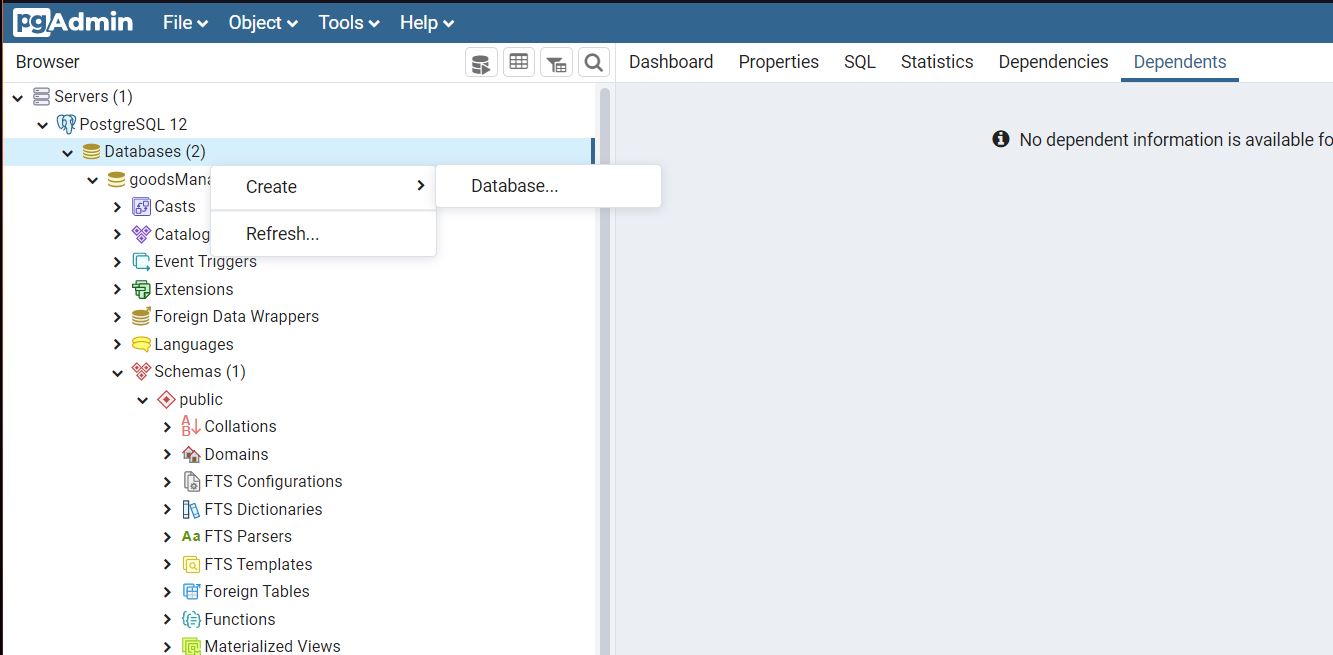 pgAdmin File Object Tools Help
Browser
Dashboard Properties SQL Statistics Dependencies Dependents
Servers (1)
PostgreSQL 12
Databases (2)
No dependent information is available fo
goodsMana
Create
Database...
Casts
Catalog
Refresh...
Event Triggers
Extensions
Foreign Data Wrappers
Languages
Schemas (1)
public
Collations
Domains
FTS Configurations
FTS Dictionaries
Aa FTS Parsers
FTS Templates
Foreign Tables
Functions
Materialized Views